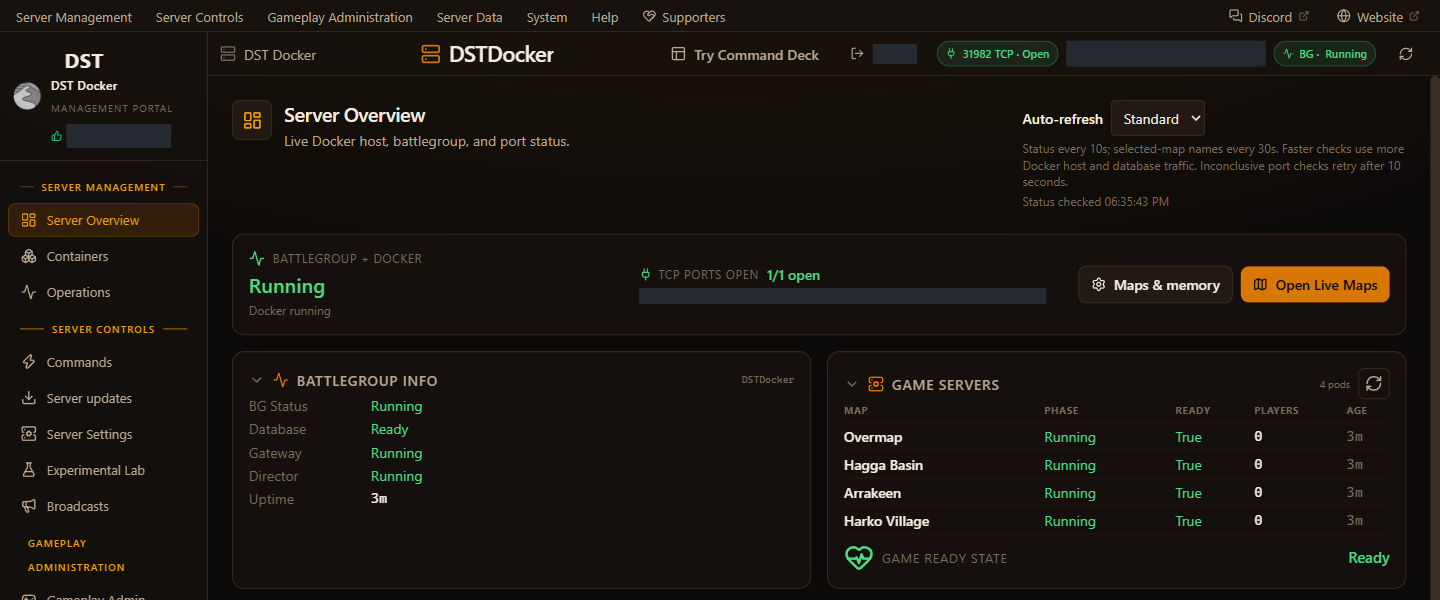 Server Management Server Controls Gameplay Administration Server Data System Help Supporters Discord Website
DST
DST Docker
MANAGEMENT PORTAL
DST Docker DSTDocker Try Command Deck 31982 TCP · Open BG · Running
SERVER MANAGEMENT
Server Overview
Containers
Operations
SERVER CONTROLS
Commands
Server updates
Server Settings
Experimental Lab
Broadcasts
GAMEPLAY
ADMINISTRATION
Gameplay Admin
Server Overview
Live Docker host, battlegroup, and port status.
Auto-refresh Standard
Status every 10s; selected-map names every 30s. Faster checks use more
Docker host and database traffic. Inconclusive port checks retry after 10
seconds.
Status checked 06:35:43 PM
BATTLEGROUP + DOCKER
Running
Docker running
TCP PORTS OPEN 1/1 open
Maps & memory Open Live Maps
BATTLEGROUP INFO DSTDocker
BG Status Running
Database Ready
Gateway Running
Director Running
Uptime 3m
GAME SERVERS 4 pods
MAP PHASE READY PLAYERS AGE
Overmap Running True 0 3m
Hagga Basin Running True 0 3m
Arrakeen Running True 0 3m
Harko Village Running True 0 3m
GAME READY STATE Ready